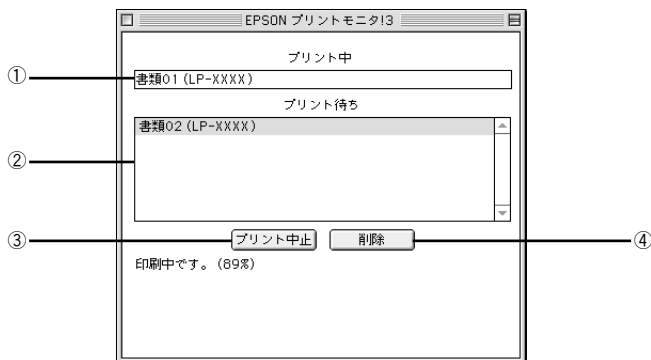 EPSON プリントモニタ!3
プリント中
① 書類01 (LP-XXXX)
プリント待ち
書類02 (LP-XXXX)
②
③ プリント中止 削除 ④
印刷中です。(89%)